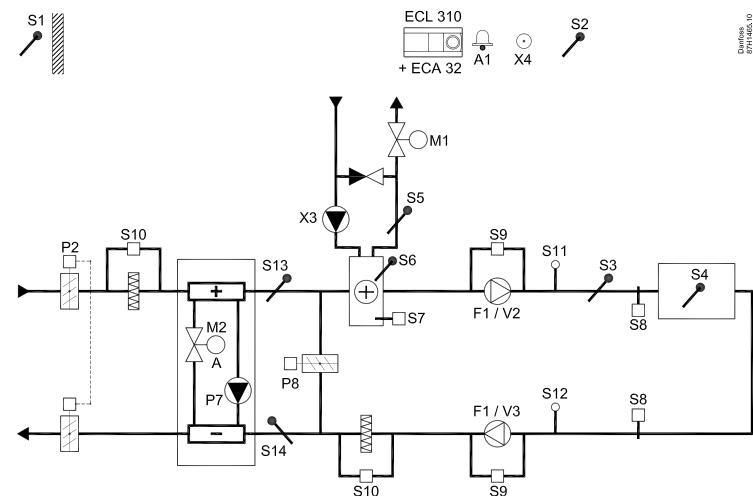 S1
ECL 310
+ ECA 32
A1
X4
S2
Danfoss
87H1465.10
M1
S5
X3
S6
S7
P2
S10
S13
S9
S11
S3
S4
F1 / V2
S8
M2
A
P7
P8
S14
F1 / V3
S12
S8
S10
S9